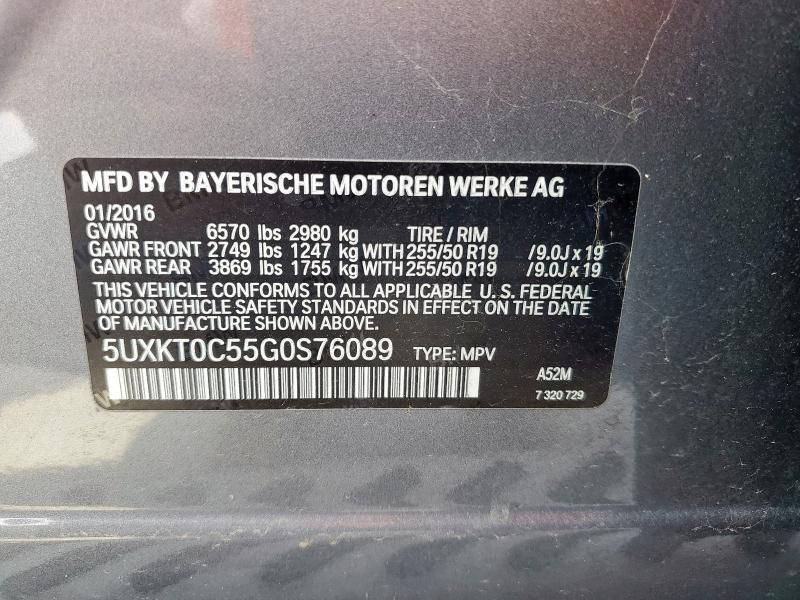 MFD BY BAYERISCHE MOTOREN WERKE AG
01/2016
GVWR 6570 lbs 2980 kg TIRE / RIM
GAWR FRONT 2749 lbs 1247 kg WITH 255/50 R19 /9.0J x 19
GAWR REAR 3869 lbs 1755 kg WITH 255/50 R19 /9.0J x 19
THIS VEHICLE CONFORMS TO ALL APPLICABLE U. S. FEDERAL
MOTOR VEHICLE SAFETY STANDARDS IN EFFECT ON THE DATE
OF MANUFACTURE SHOWN ABOVE.
5UXKT0C55G0S76089 TYPE: MPV
A52M
7 320 729